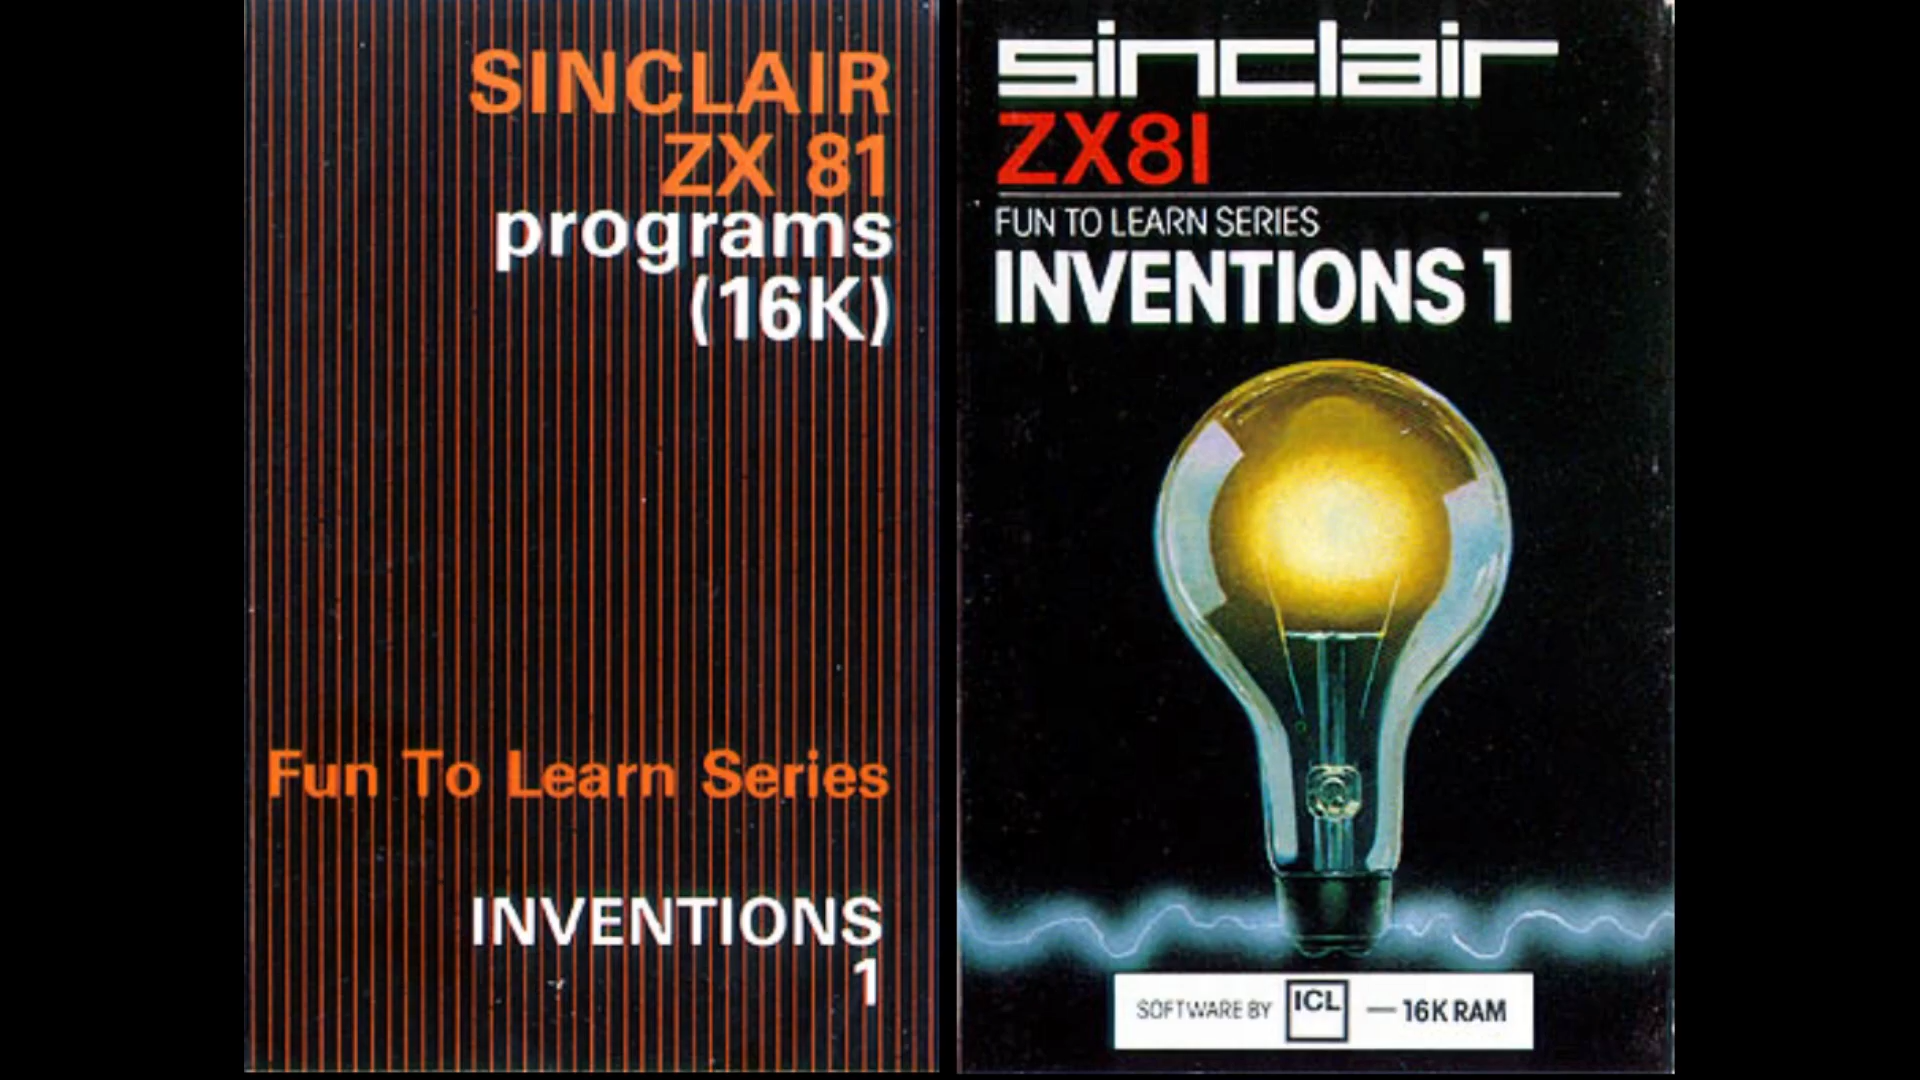 SINCLAIR
ZX 81
programs
(16K)
Fun To Learn Series
INVENTIONS
1
sinclair
ZX81
FUN TO LEARN SERIES
INVENTIONS 1
SOFTWARE BY ICL — 16K RAM